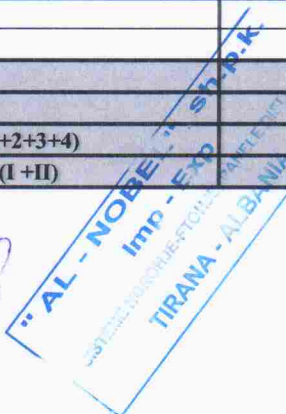 +2+3+4)
(I +II)
" AL - NOBEL " sh.p.k.
Imp - Exp
TIRANA - ALBANIA